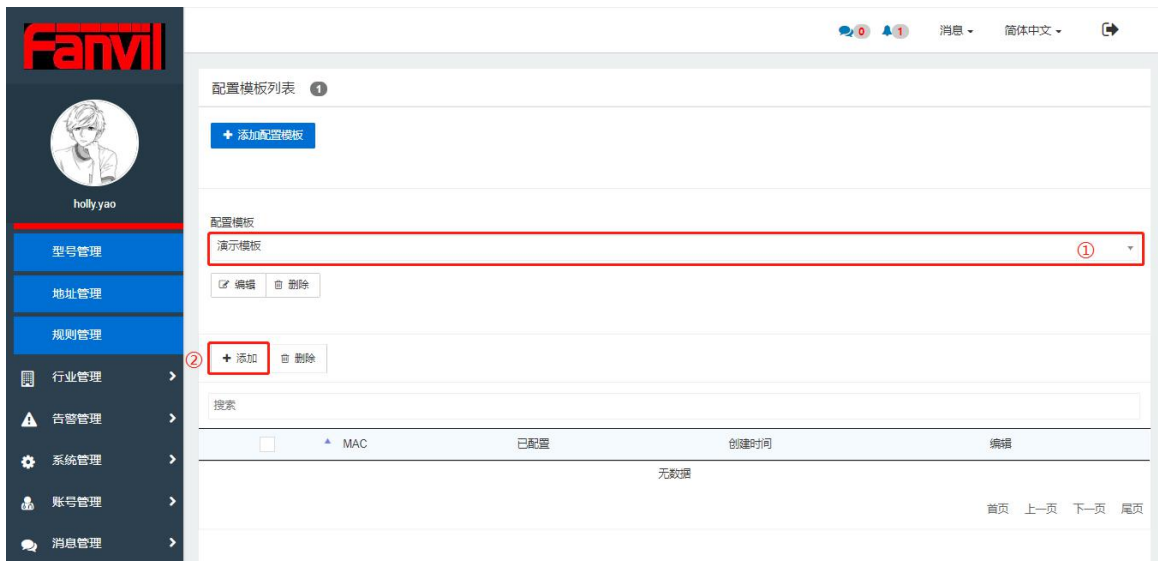 Fanvil
0 1 消息 简体中文
配置模板列表 1
+ 添加配置模板
holly.yao
配置模板
型号管理
演示模板 ①
地址管理
编辑 删除
规则管理
② + 添加 删除
行业管理
搜索
告警管理
MAC 已配置 创建时间 编辑
系统管理
无数据
账号管理
首页 上一页 下一页 尾页
消息管理